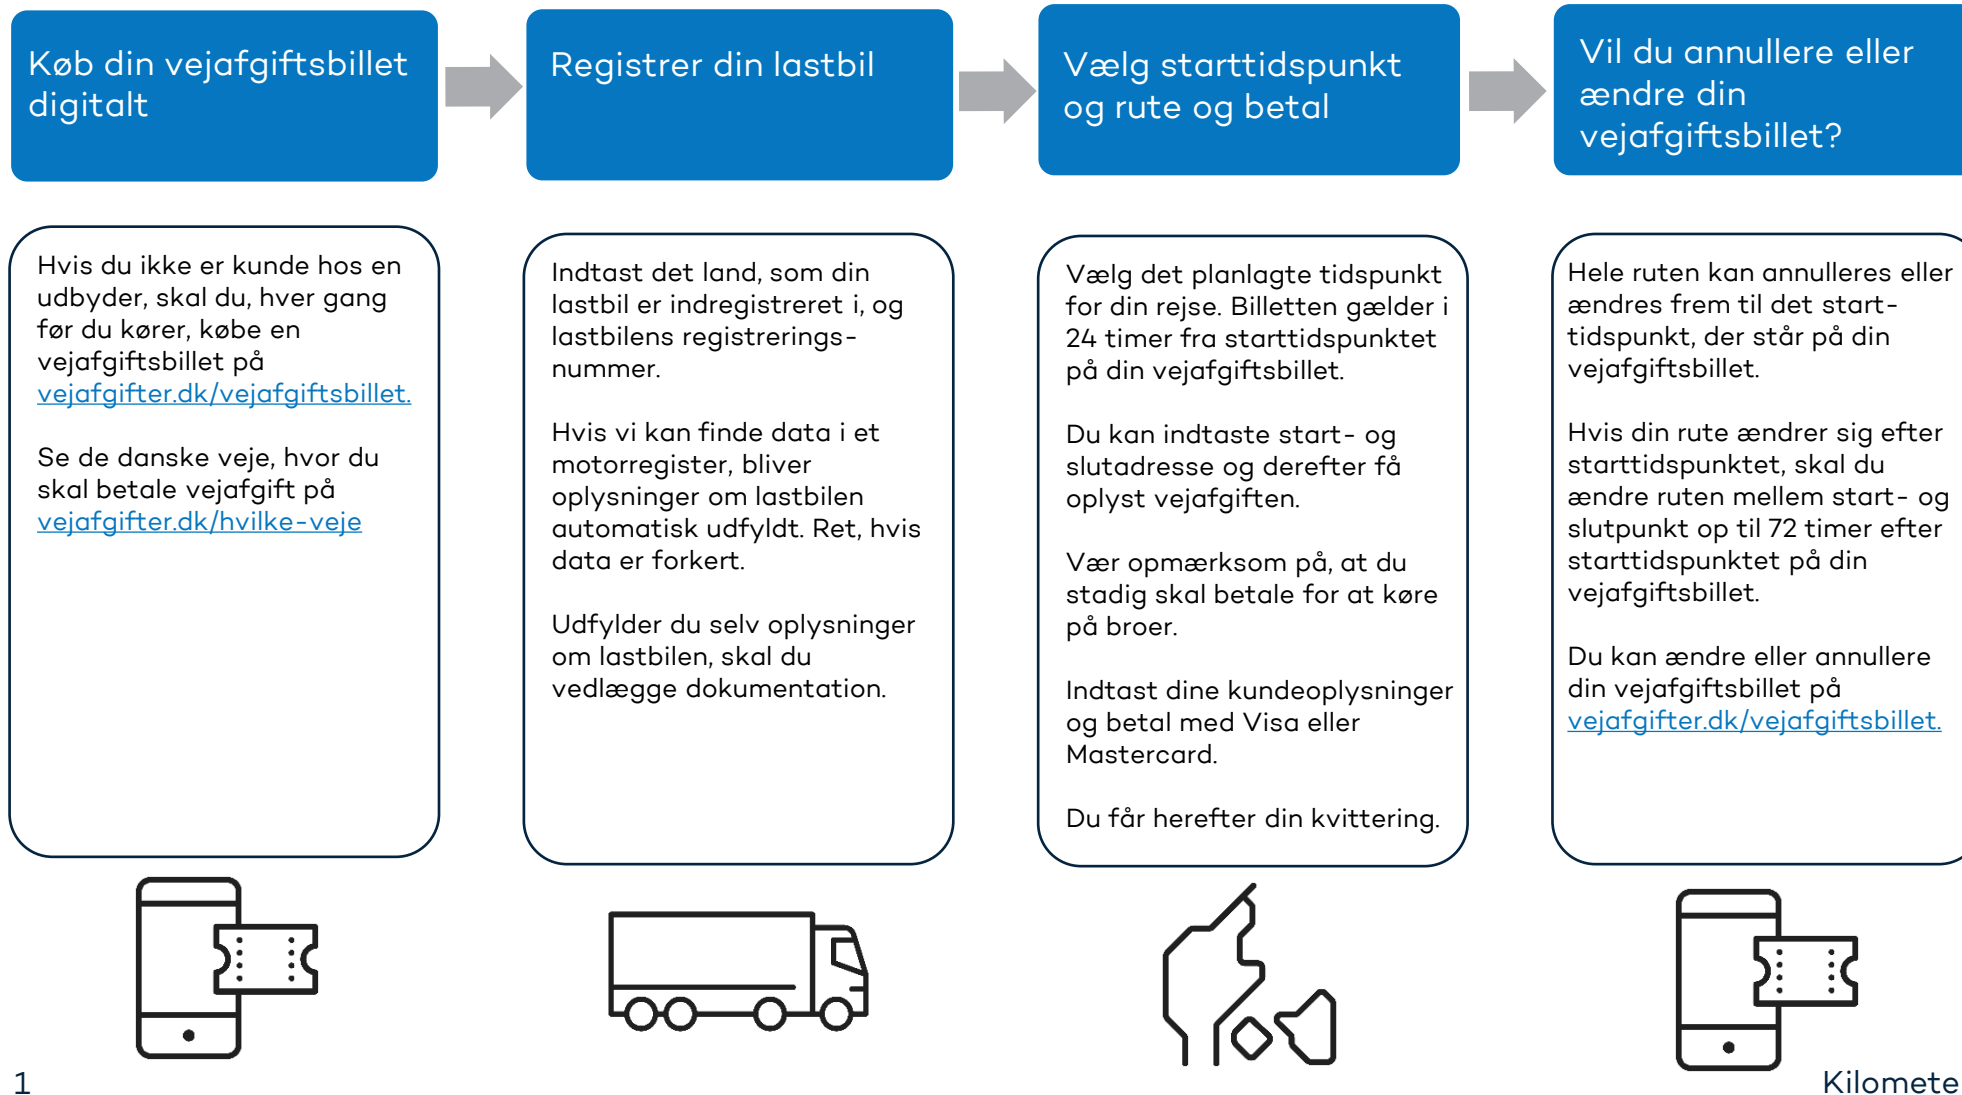 Køb din vejafgiftsbillet
digitalt
Registrer din lastbil
Vælg starttidspunkt
og rute og betal
Vil du annullere eller
ændre din
vejafgiftsbillet?
Hvis du ikke er kunde hos en
udbyder, skal du, hver gang
før du kører, købe en
vejafgiftsbillet på
vejafgifter.dk/vejafgiftsbillet.
Se de danske veje, hvor du
skal betale vejafgift på
vejafgifter.dk/hvilke-veje
Indtast det land, som din
lastbil er indregistreret i, og
lastbilens registrerings-
nummer.
Hvis vi kan finde data i et
motorregister, bliver
oplysninger om lastbilen
automatisk udfyldt. Ret, hvis
data er forkert.
Udfylder du selv oplysninger
om lastbilen, skal du
vedlægge dokumentation.
Vælg det planlagte tidspunkt
for din rejse. Billetten gælder i
24 timer fra starttidspunktet
på din vejafgiftsbillet.
Du kan indtaste start- og
slutadresse og derefter få
oplyst vejafgiften.
Vær opmærksom på, at du
stadig skal betale for at køre
på broer.
Indtast dine kundeoplysninger
og betal med Visa eller
Mastercard.
Du får herefter din kvittering.
Hele ruten kan annulleres eller
ændres frem til det start-
tidspunkt, der står på din
vejafgiftsbillet.
Hvis din rute ændrer sig efter
starttidspunktet, skal du
ændre ruten mellem start- og
slutpunkt op til 72 timer efter
starttidspunktet på din
vejafgiftsbillet.
Du kan ændre eller annullere
din vejafgiftsbillet på
vejafgifter.dk/vejafgiftsbillet.
1
Kilomete